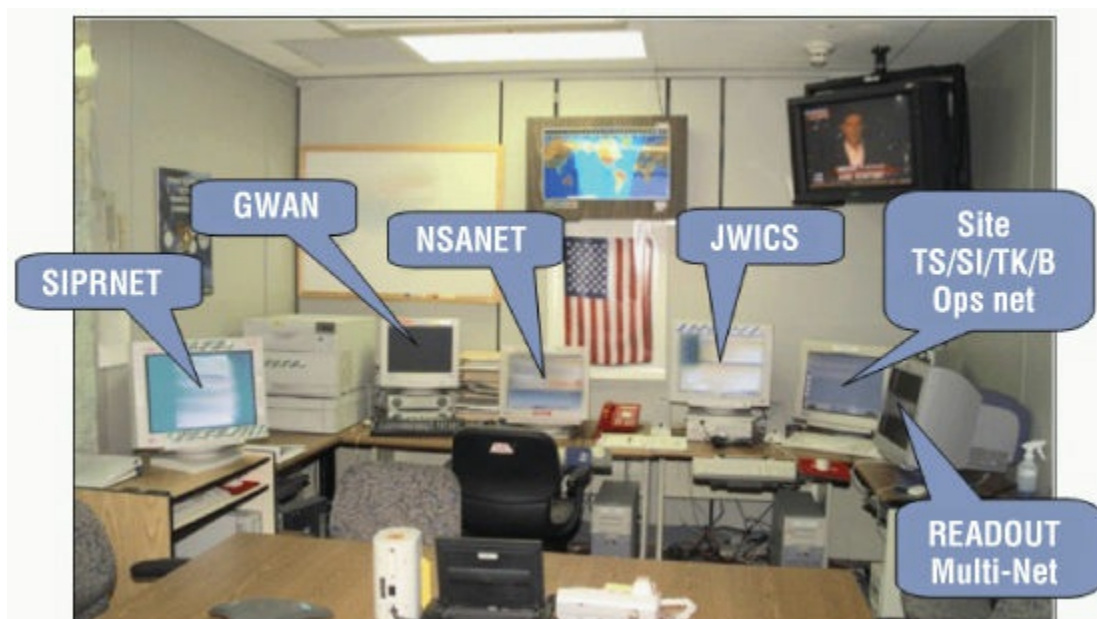 GWAN
NSANET
JWICS
Site
TS/SI/TK/B
Ops net
SIPRNET
READOUT
Multi-Net